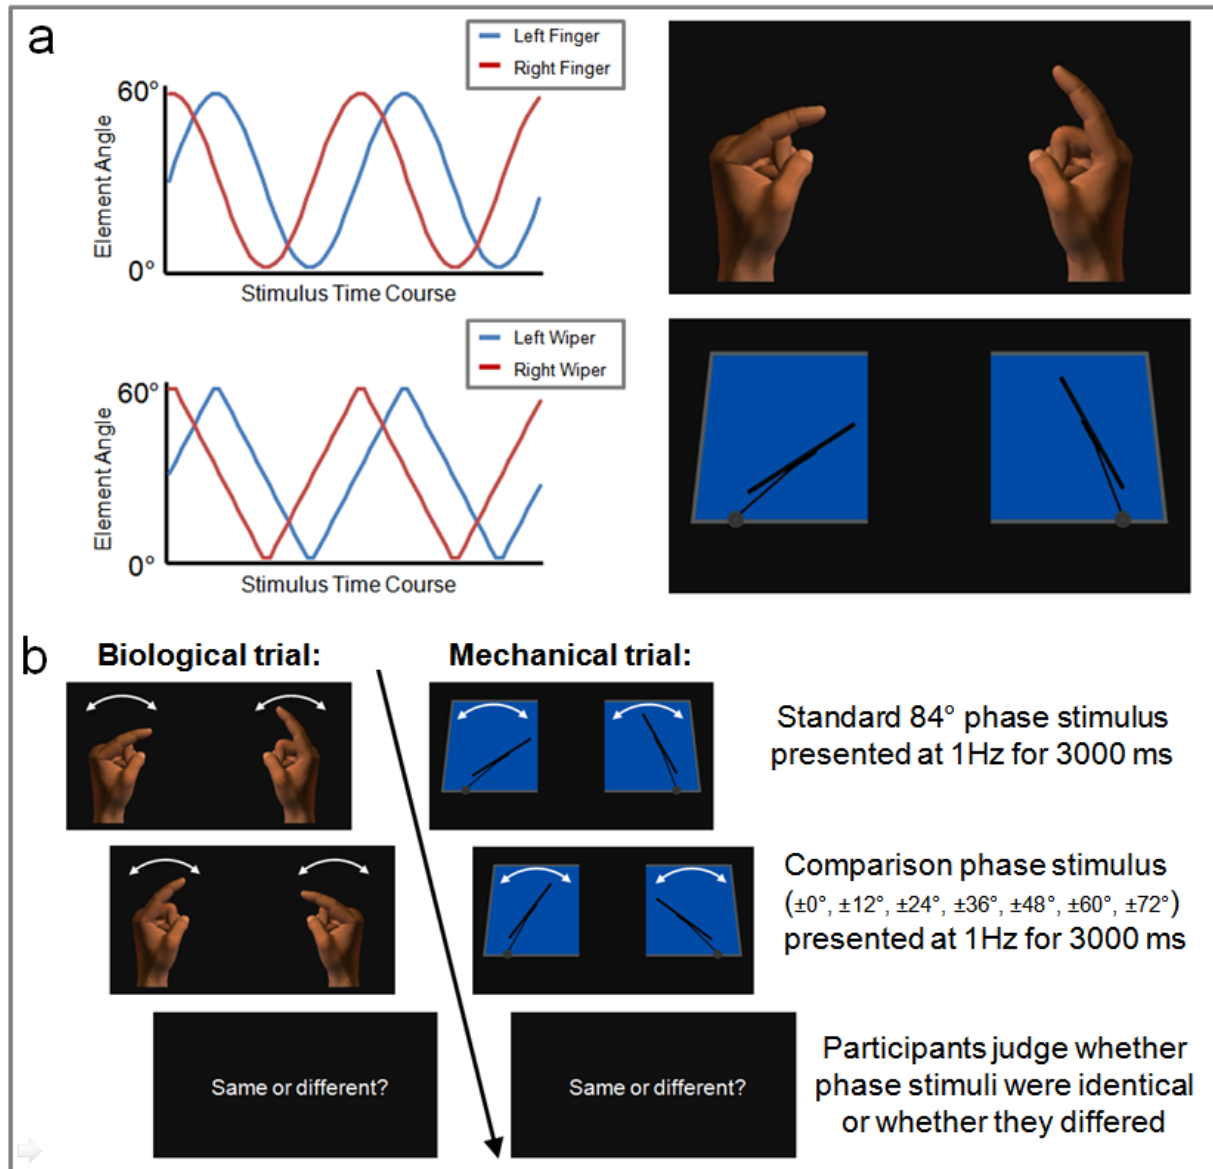 a
Left Finger
Right Finger
60°
Element Angle
0°
Stimulus Time Course
Left Wiper
Right Wiper
60°
Element Angle
0°
Stimulus Time Course
b
Biological trial:
Mechanical trial:
Standard 84° phase stimulus
presented at 1Hz for 3000 ms
Comparison phase stimulus
(±0°, ±12°, ±24°, ±36°, ±48°, ±60°, ±72°)
presented at 1Hz for 3000 ms
Same or different?
Same or different?
Participants judge whether
phase stimuli were identical
or whether they differed